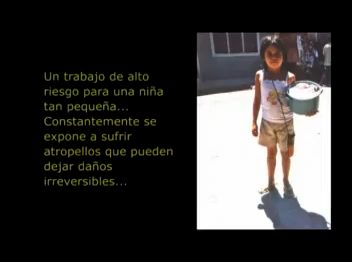 Un trabajo de alto
riesgo para una niña
tan pequeña...
Constantemente se
expone a sufrir
atropellos que pueden
dejar daños
irreversibles...